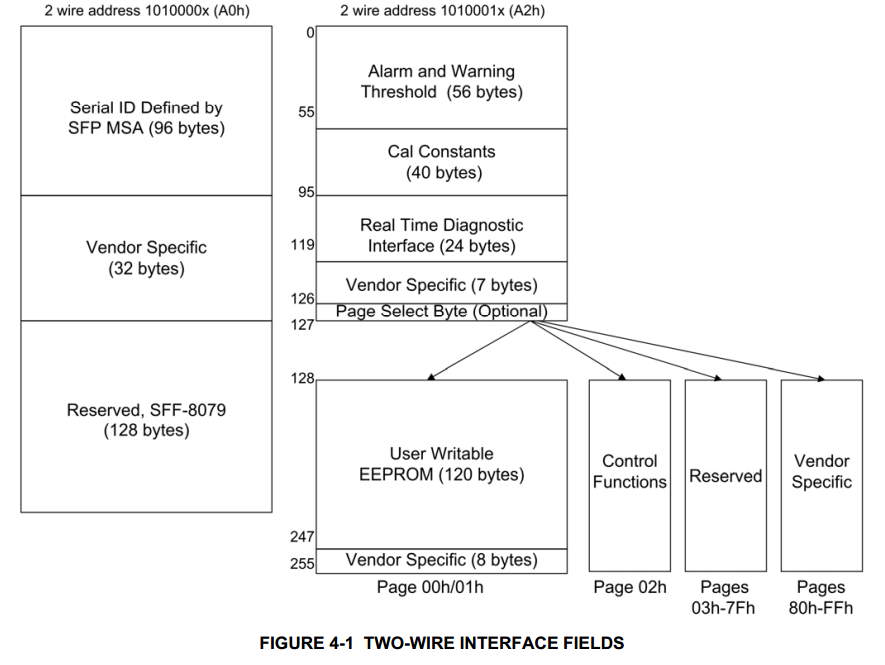 2 wire address 1010000x (A0h)
Serial ID Defined by
SFP MSA (96 bytes)
Vendor Specific
(32 bytes)
Reserved, SFF-8079
(128 bytes)
2 wire address 1010001x (A2h)
0
Alarm and Warning
Threshold (56 bytes)
55
Cal Constants
(40 bytes)
95
Real Time Diagnostic
Interface (24 bytes)
119
Vendor Specific (7 bytes)
126
Page Select Byte (Optional)
127
128
User Writable
EEPROM (120 bytes)
247
Vendor Specific (8 bytes)
255
Page 00h/01h
Control
Functions
Page 02h
Reserved
Pages
03h-7Fh
Vendor
Specific
Pages
80h-FFh
FIGURE 4-1 TWO-WIRE INTERFACE FIELDS